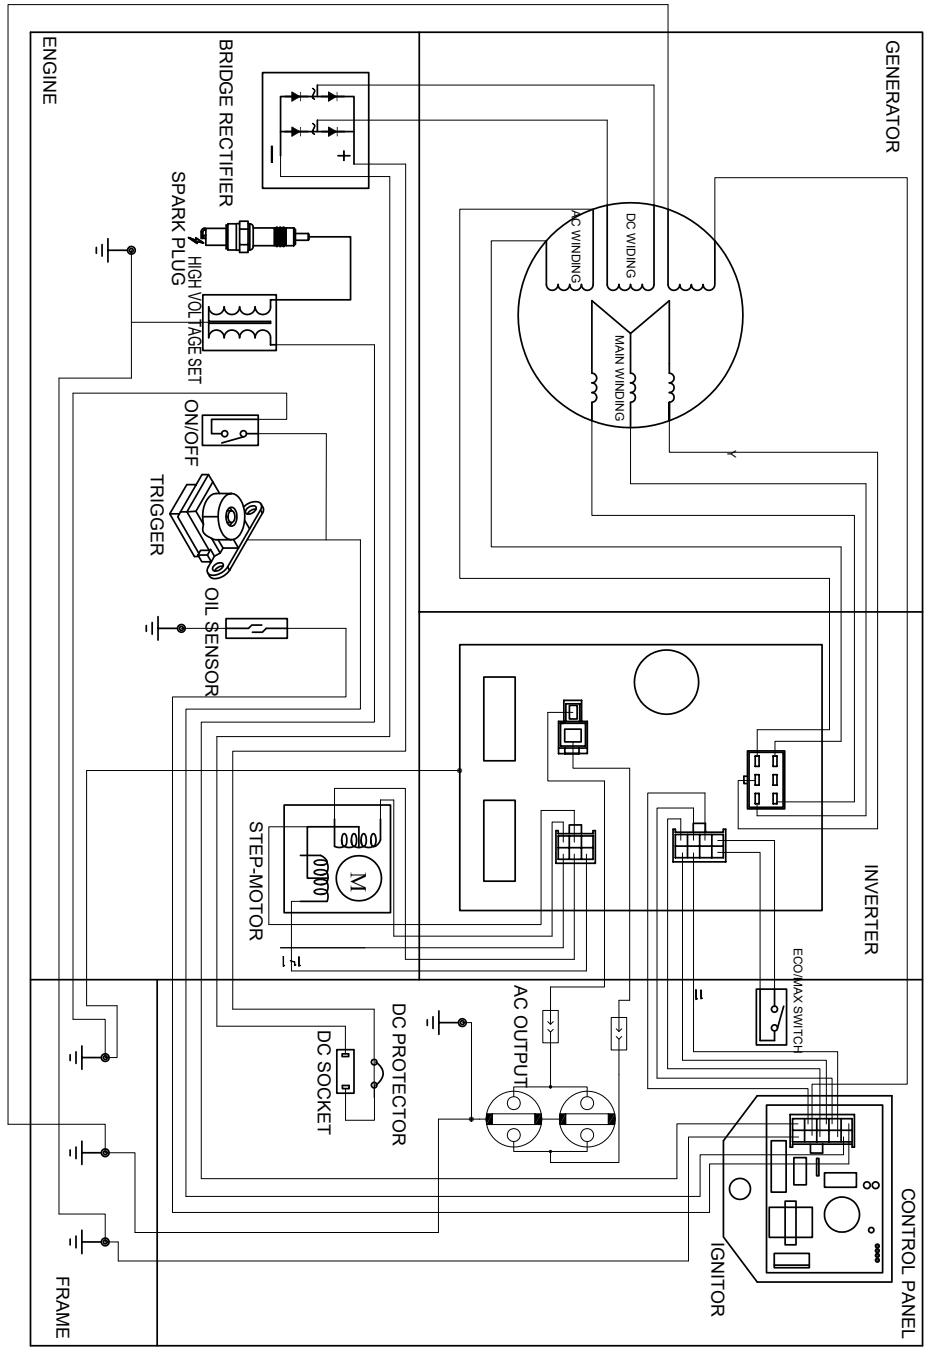 GENERATOR
DC WIDING
AC WINDING
MAIN WINDING
Y
ENGINE
BRIDGE RECTIFIER
+
−
SPARK PLUG
HIGH VOLTAGE SET
ON/OFF
TRIGGER
OIL SENSOR
INVERTER
STEP-MOTOR
M
ECO/MAX SWITCH
AC OUTPUT
DC PROTECTOR
DC SOCKET
CONTROL PANEL
IGNITOR
FRAME